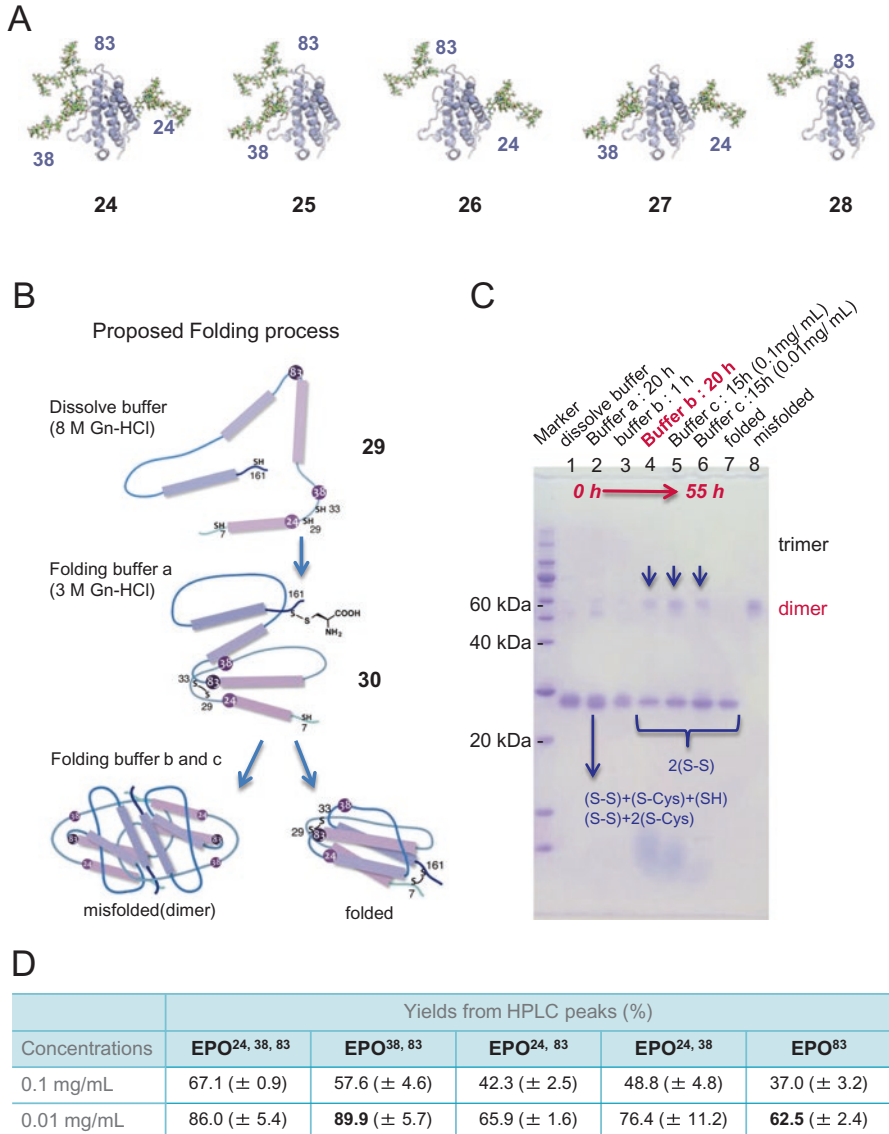 A
83
38
24
24
83
38
25
83
24
26
38
24
27
83
28
B
Proposed Folding process
Dissolve buffer
(8 M Gn-HCl)
83
29
SH
161
38
SH 33
SH
7
24
SH
29
Folding buffer a
(3 M Gn-HCl)
161
S
S
COOH
NH2
38
33
S
S
83
29
24
SH
7
30
Folding buffer b and c
38
24
83
83
24
38
misfolded(dimer)
33
38
S
S
29
83
24
161
S
S
7
folded
C
Marker
dissolve buffer
Buffer a : 20 h
buffer b : 1 h
Buffer b : 20 h
Buffer c : 15h (0.1mg/ mL)
Buffer c :15h (0.01mg/ mL)
folded
misfolded
1 2 3 4 5 6 7 8
0 h 55 h
trimer
60 kDa -
dimer
40 kDa -
20 kDa -
2(S-S)
(S-S)+(S-Cys)+(SH)
(S-S)+2(S-Cys)
D
Yields from HPLC peaks (%)
Concentrations EPO24, 38, 83 EPO38, 83 EPO24, 83 EPO24, 38 EPO83
0.1 mg/mL 67.1 (± 0.9) 57.6 (± 4.6) 42.3 (± 2.5) 48.8 (± 4.8) 37.0 (± 3.2)
0.01 mg/mL 86.0 (± 5.4) 89.9 (± 5.7) 65.9 (± 1.6) 76.4 (± 11.2) 62.5 (± 2.4)